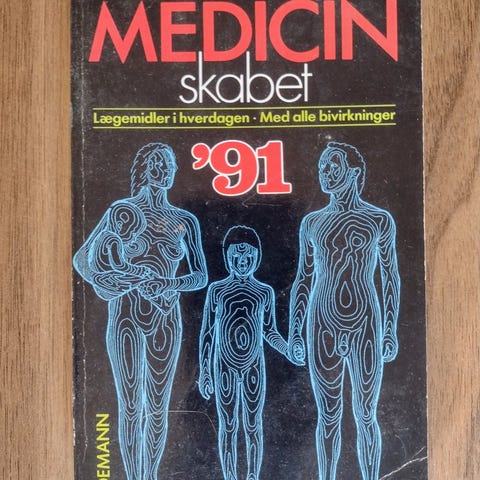 MEDICIN
skabet
Lægemidler i hverdagen · Med alle bivirkninger
'91